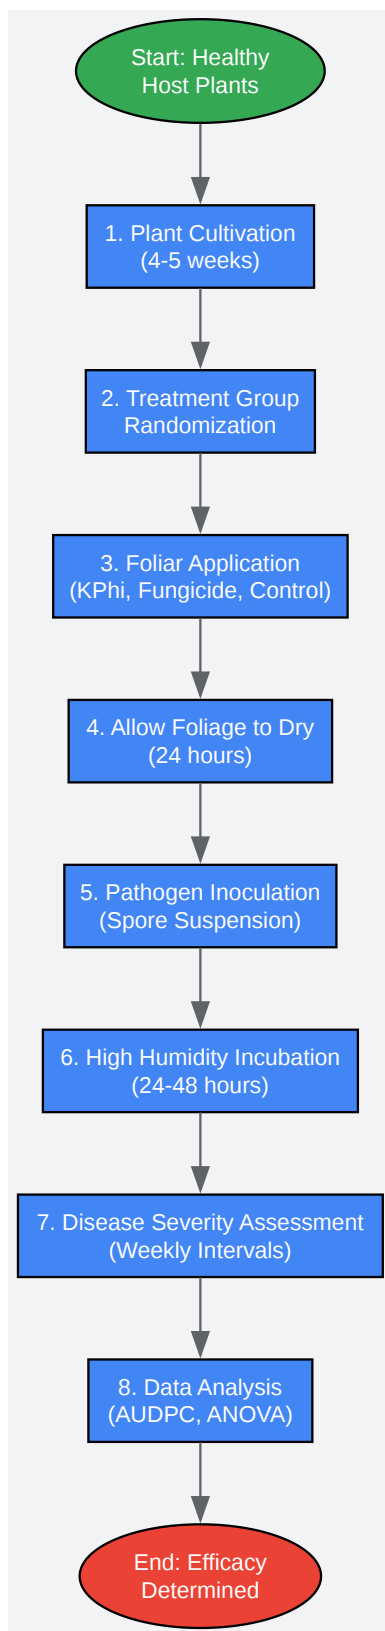 Start: Healthy
Host Plants
1. Plant Cultivation
(4-5 weeks)
2. Treatment Group
Randomization
3. Foliar Application
(KPhi, Fungicide, Control)
4. Allow Foliage to Dry
(24 hours)
5. Pathogen Inoculation
(Spore Suspension)
6. High Humidity Incubation
(24-48 hours)
7. Disease Severity Assessment
(Weekly Intervals)
8. Data Analysis
(AUDPC, ANOVA)
End: Efficacy
Determined